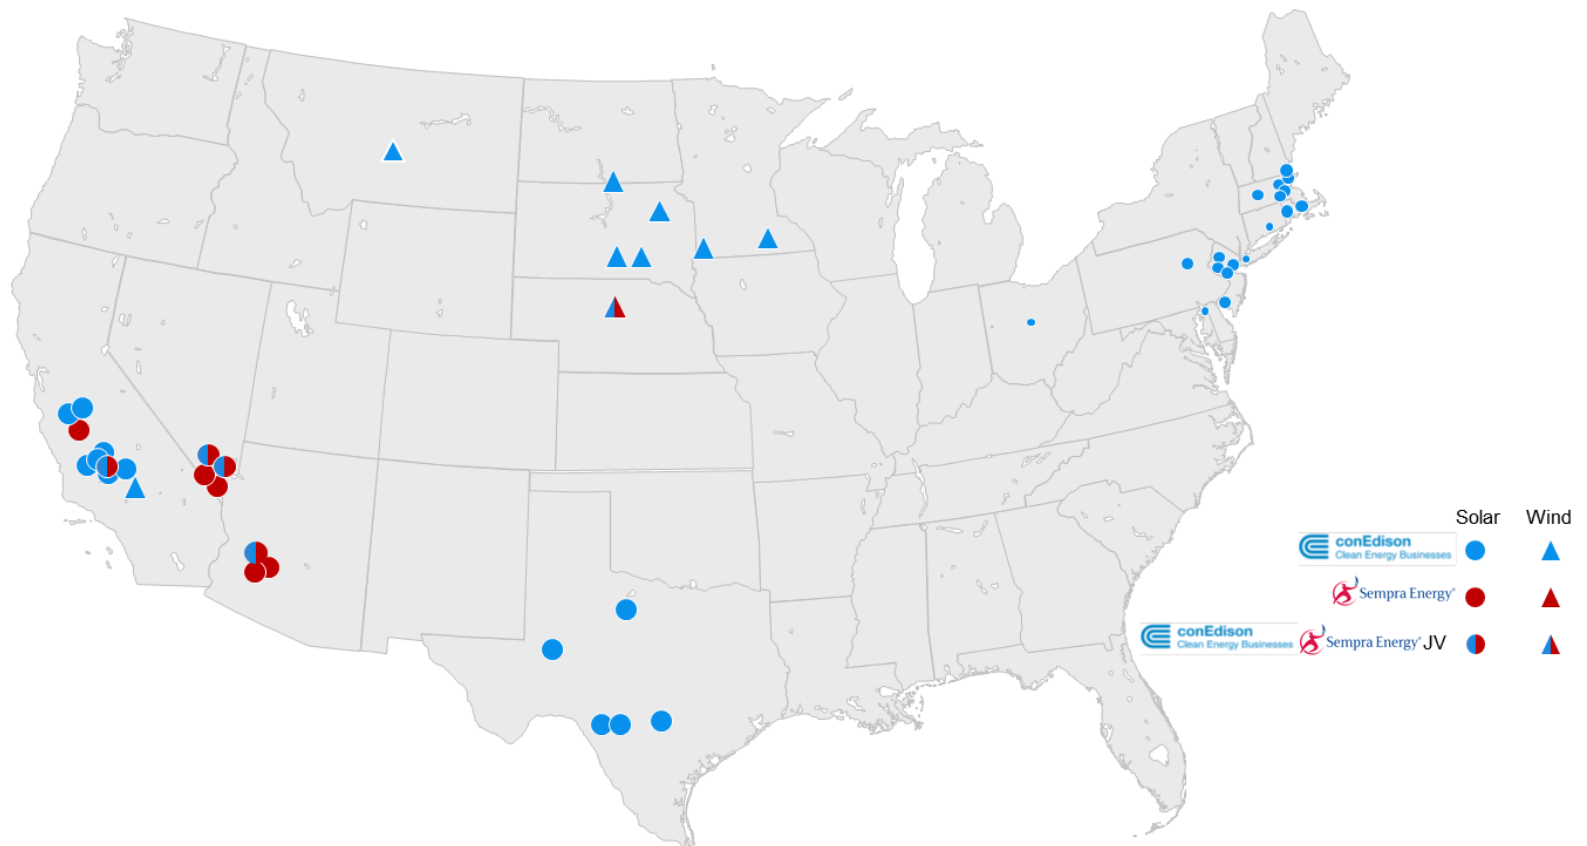 Solar Wind
conEdison
Clean Energy Businesses
Sempra Energy®
conEdison
Clean Energy Businesses
Sempra Energy® JV